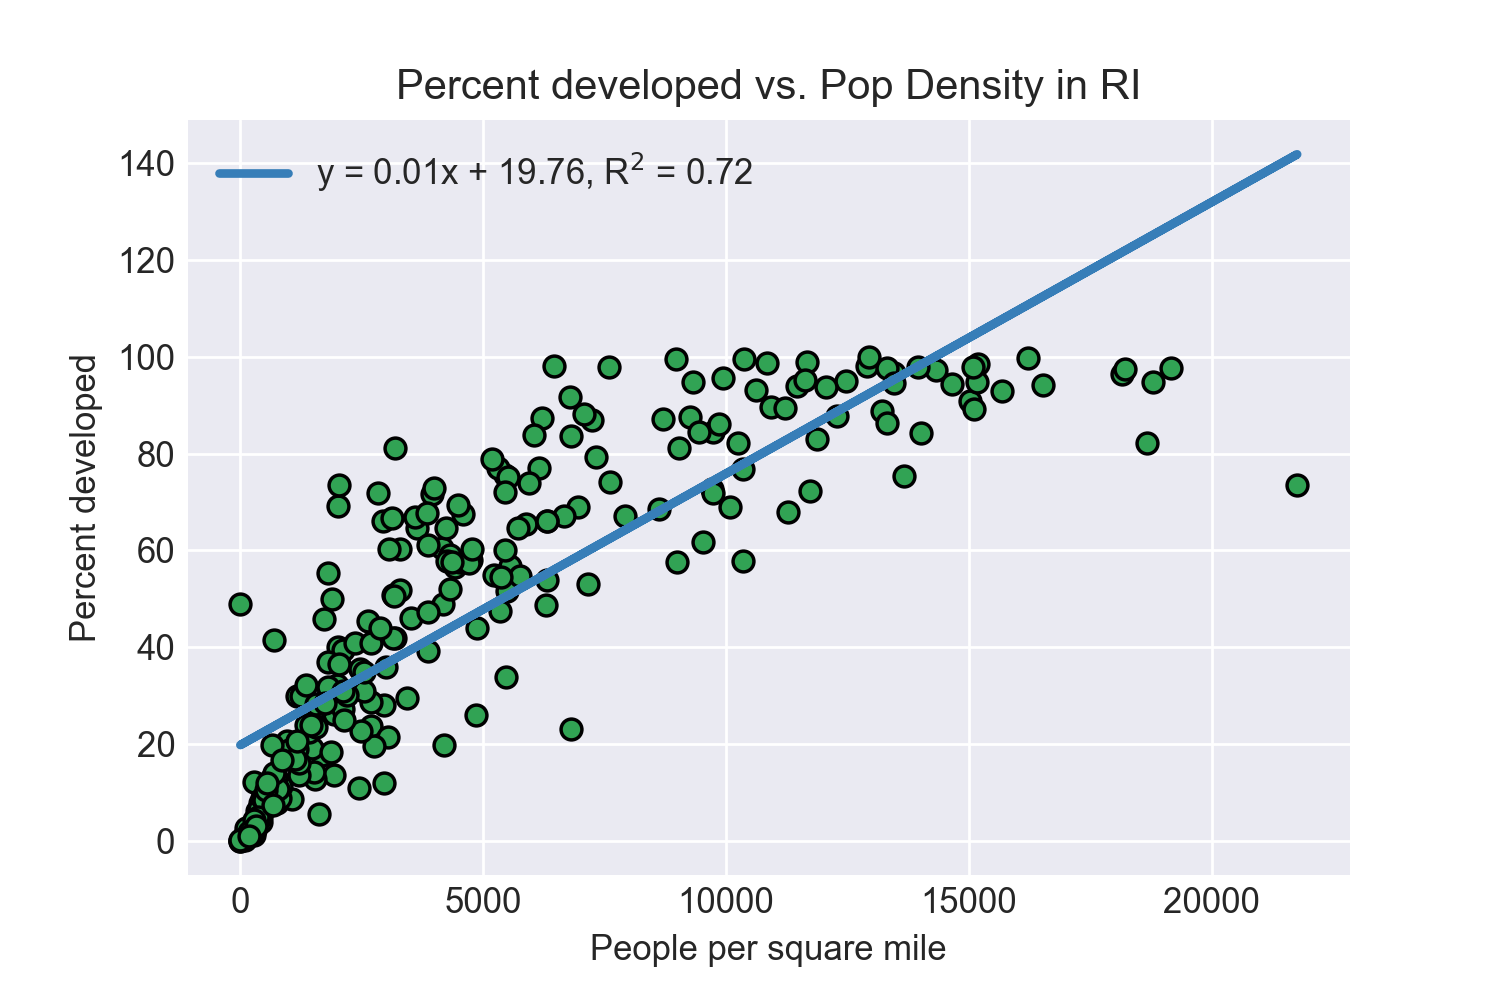 Percent developed vs. Pop Density in RI
y = 0.01x + 19.76, R² = 0.72
Percent developed
140
120
100
80
60
40
20
0
0 5000 10000 15000 20000
People per square mile